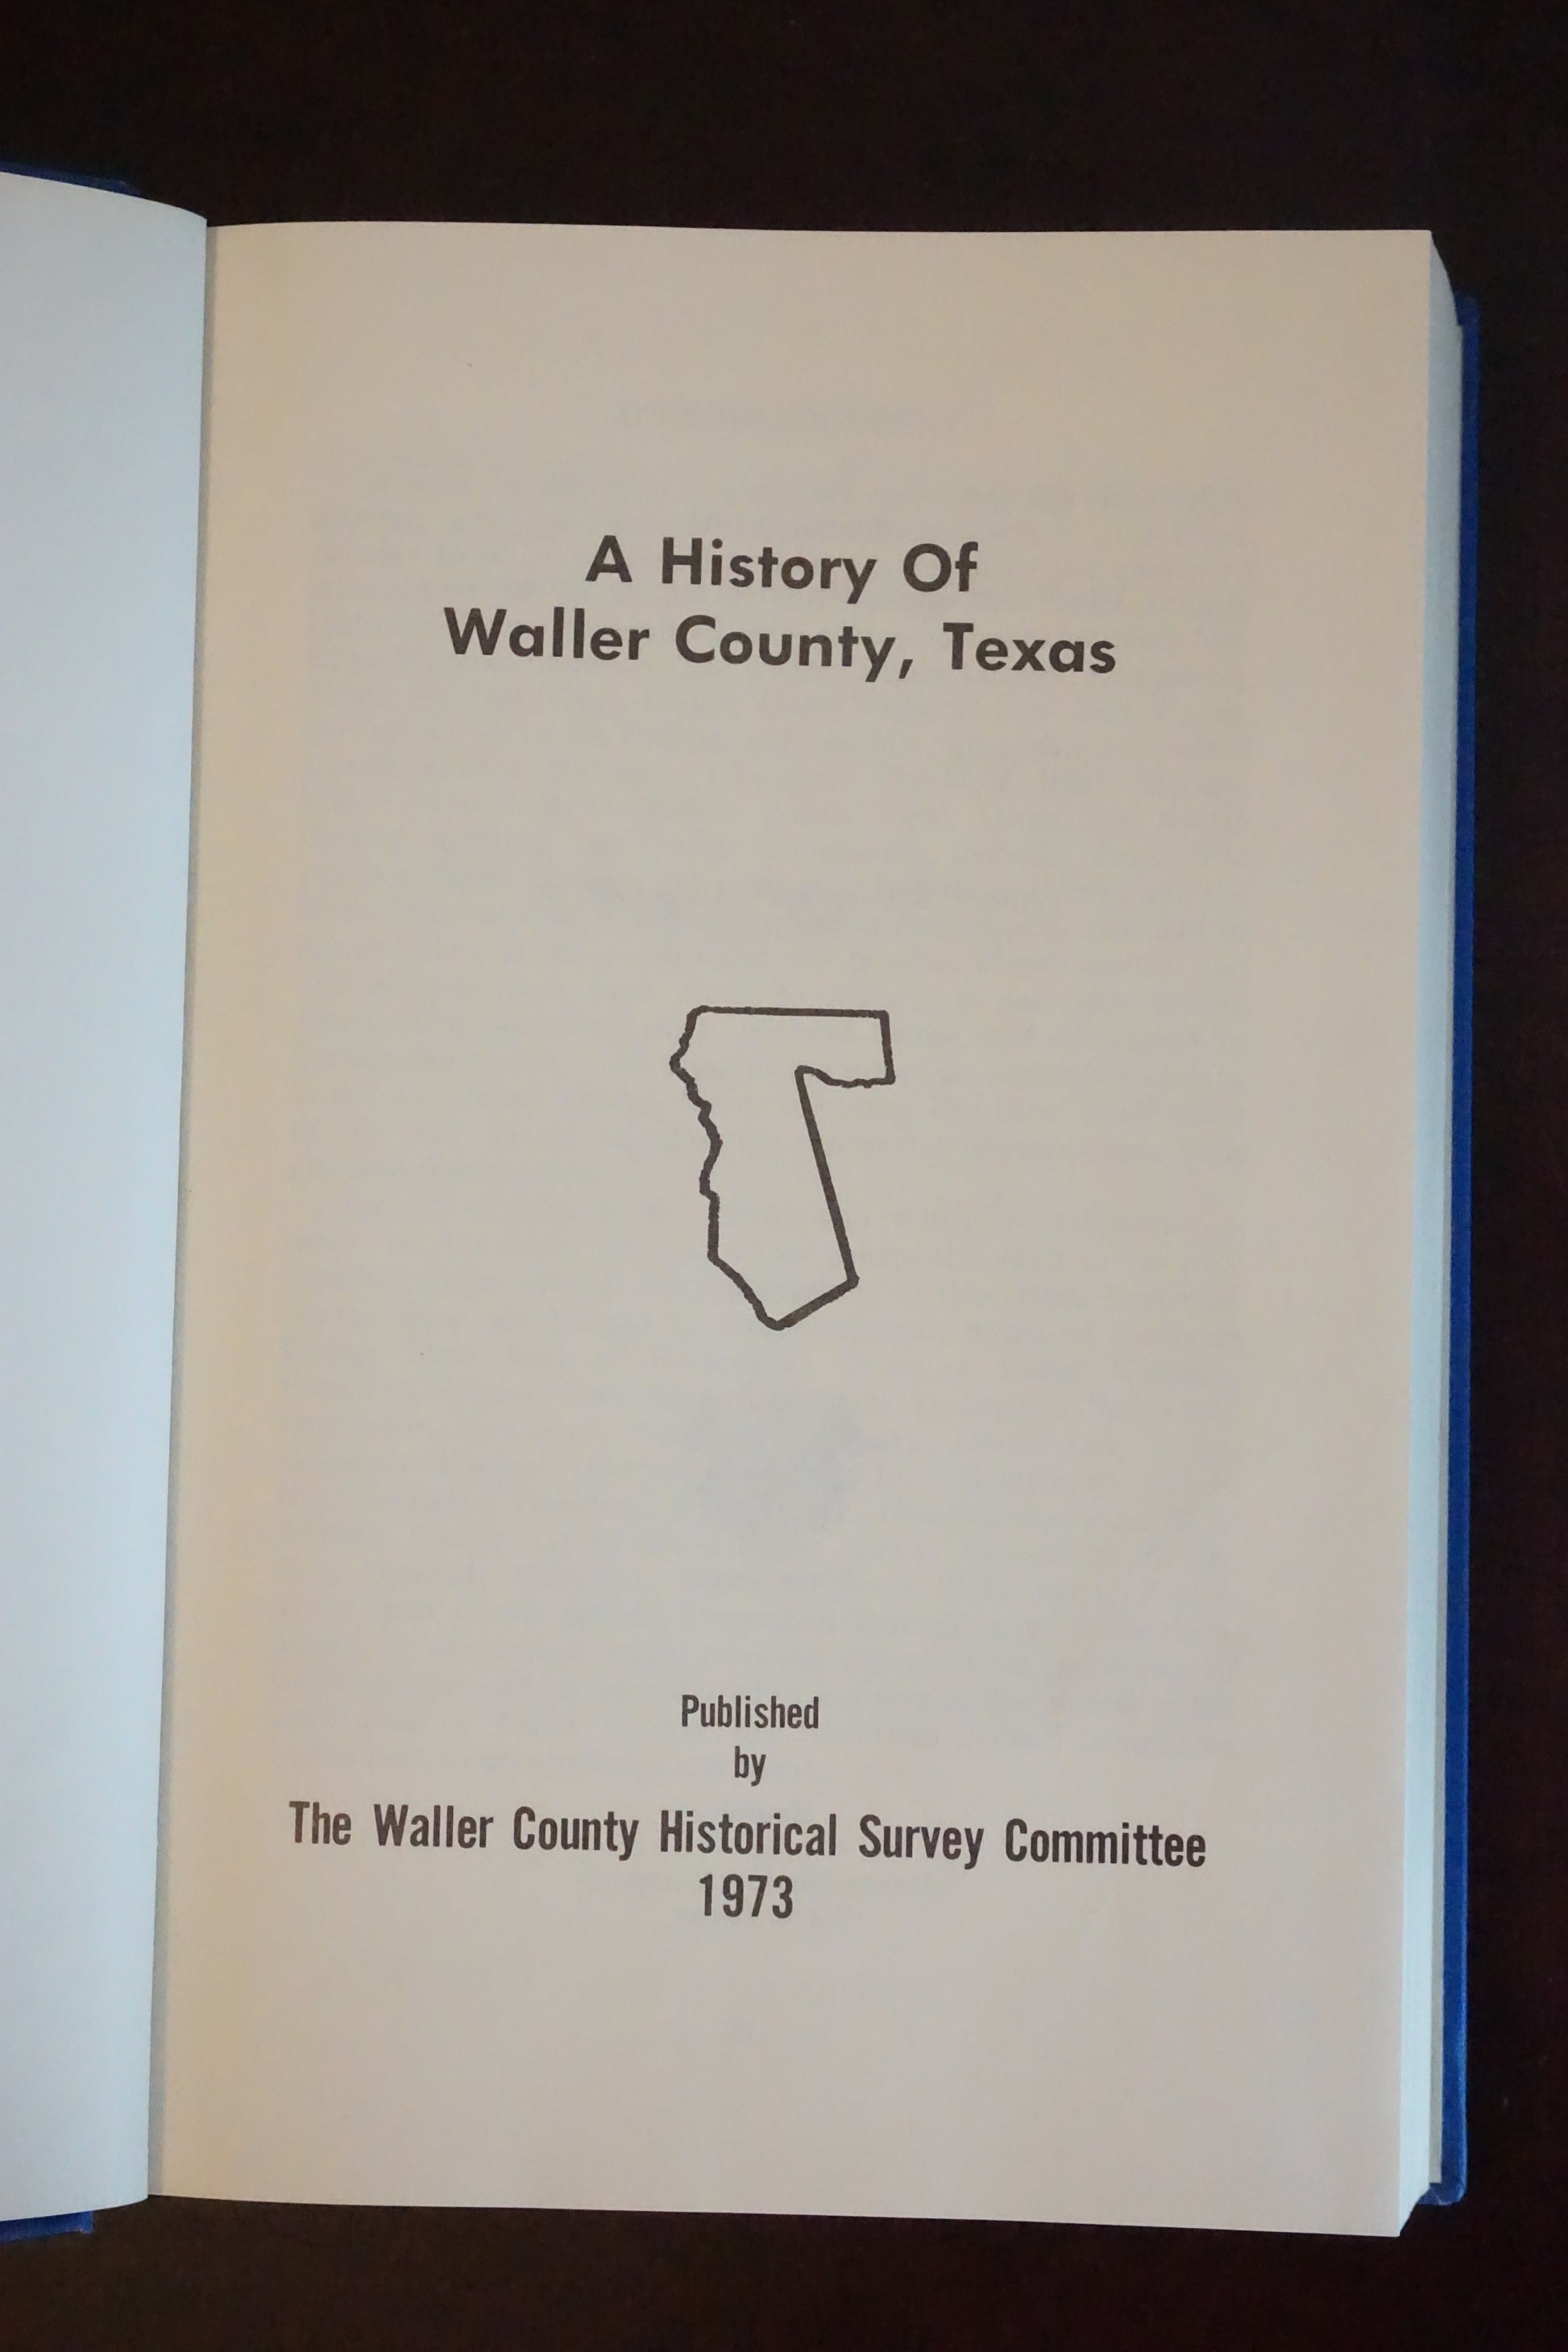 A History Of
Waller County, Texas
Published
by
The Waller County Historical Survey Committee
1973